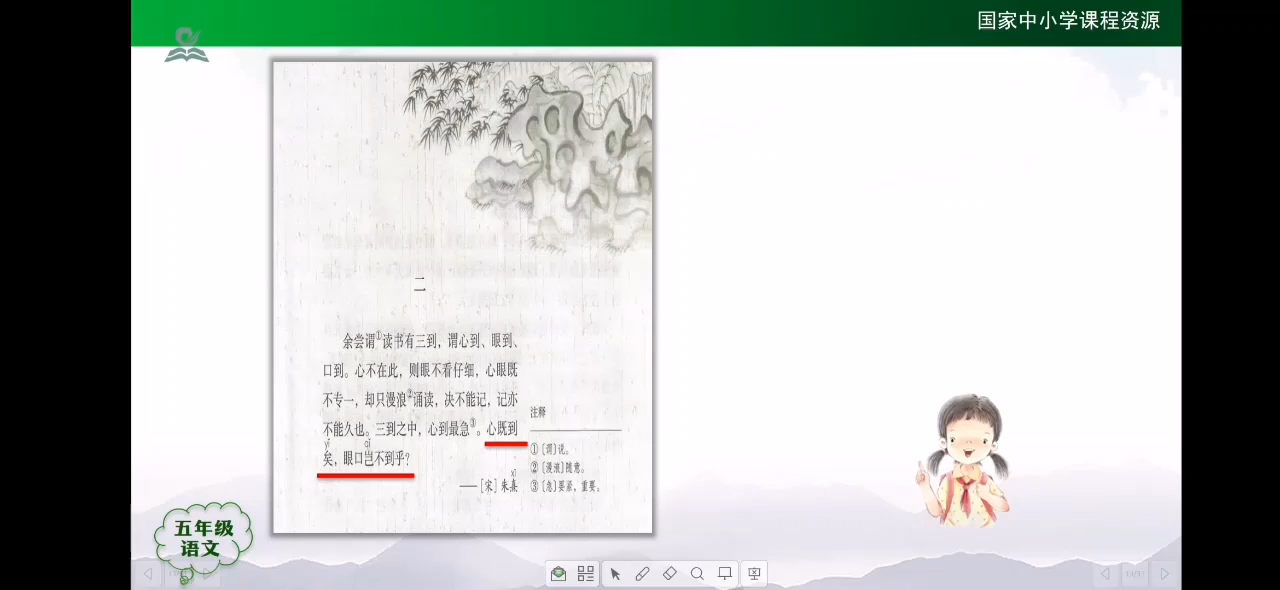 国家中小学课程资源
二
余尝谓①读书有三到，谓心到、眼到、
口到。心不在此，则眼不看仔细，心眼既
不专一，却只漫浪②诵读，决不能记，记亦
不能久也。三到之中，心到最急③。心既到
yǐ qǐ
矣，眼口岂不到乎？
xī
——［宋］朱熹
注释
①〔谓〕说。
②〔漫浪〕随意。
③〔急〕要紧，重要。
五年级
语文